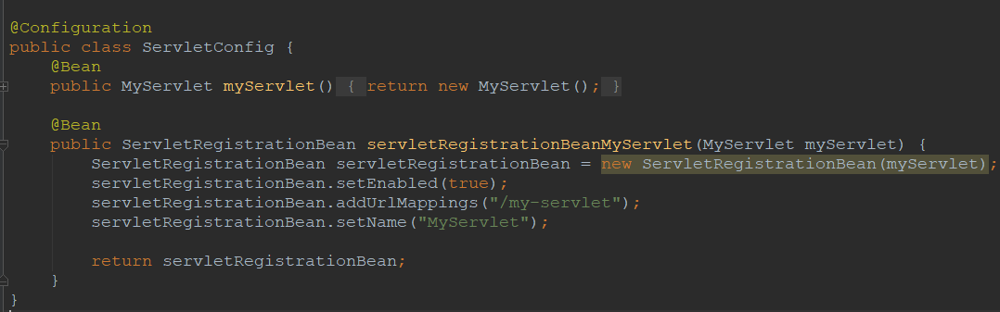 @Configuration
public class ServletConfig {
    @Bean
    public MyServlet myServlet() { return new MyServlet(); }

    @Bean
    public ServletRegistrationBean servletRegistrationBeanMyServlet(MyServlet myServlet) {
        ServletRegistrationBean servletRegistrationBean = new ServletRegistrationBean(myServlet);
        servletRegistrationBean.setEnabled(true);
        servletRegistrationBean.addUrlMappings("/my-servlet");
        servletRegistrationBean.setName("MyServlet");

        return servletRegistrationBean;
    }
}